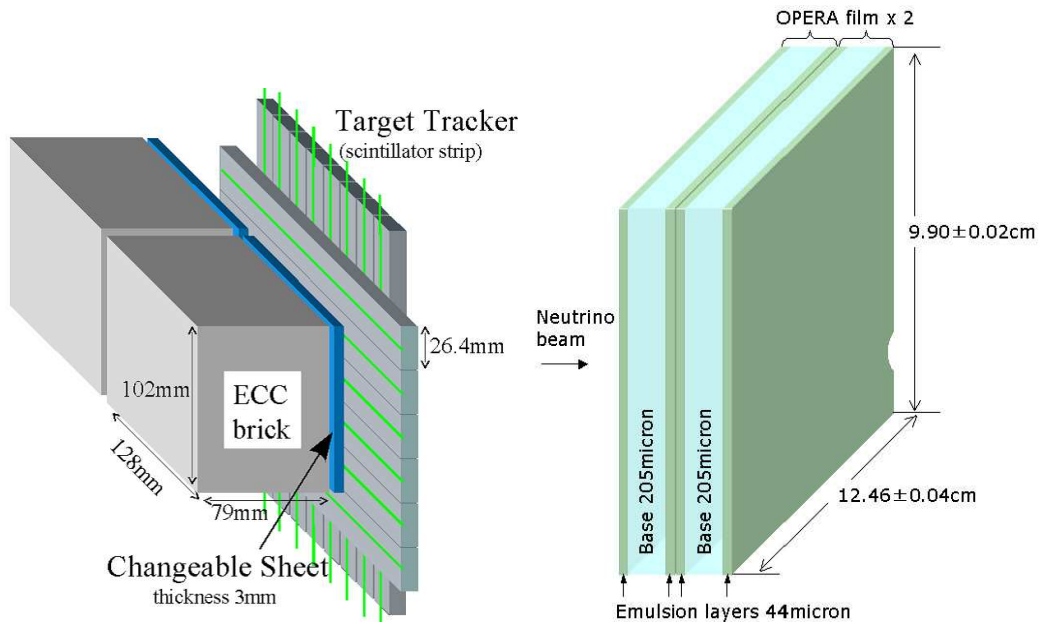 Target Tracker
(scintillator strip)
26.4mm
102mm
ECC
brick
128mm
79mm
Changeable Sheet
thickness 3mm
OPERA film x 2
9.90±0.02cm
Neutrino
beam
Base 205micron
Base 205micron
12.46±0.04cm
Emulsion layers 44micron